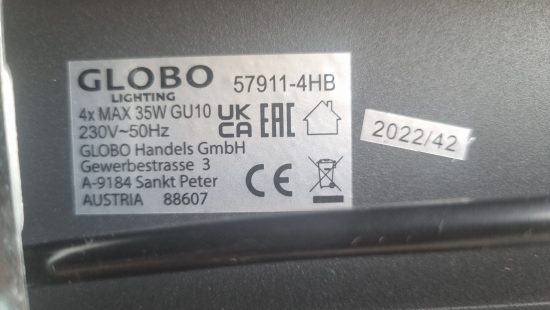 GLOBO 57911-4HB
LIGHTING
4x MAX 35W GU10 UK CA EAC
230V~50Hz
GLOBO Handels GmbH
Gewerbestrasse 3
A-9184 Sankt Peter
AUSTRIA 88607 CE
2022/42